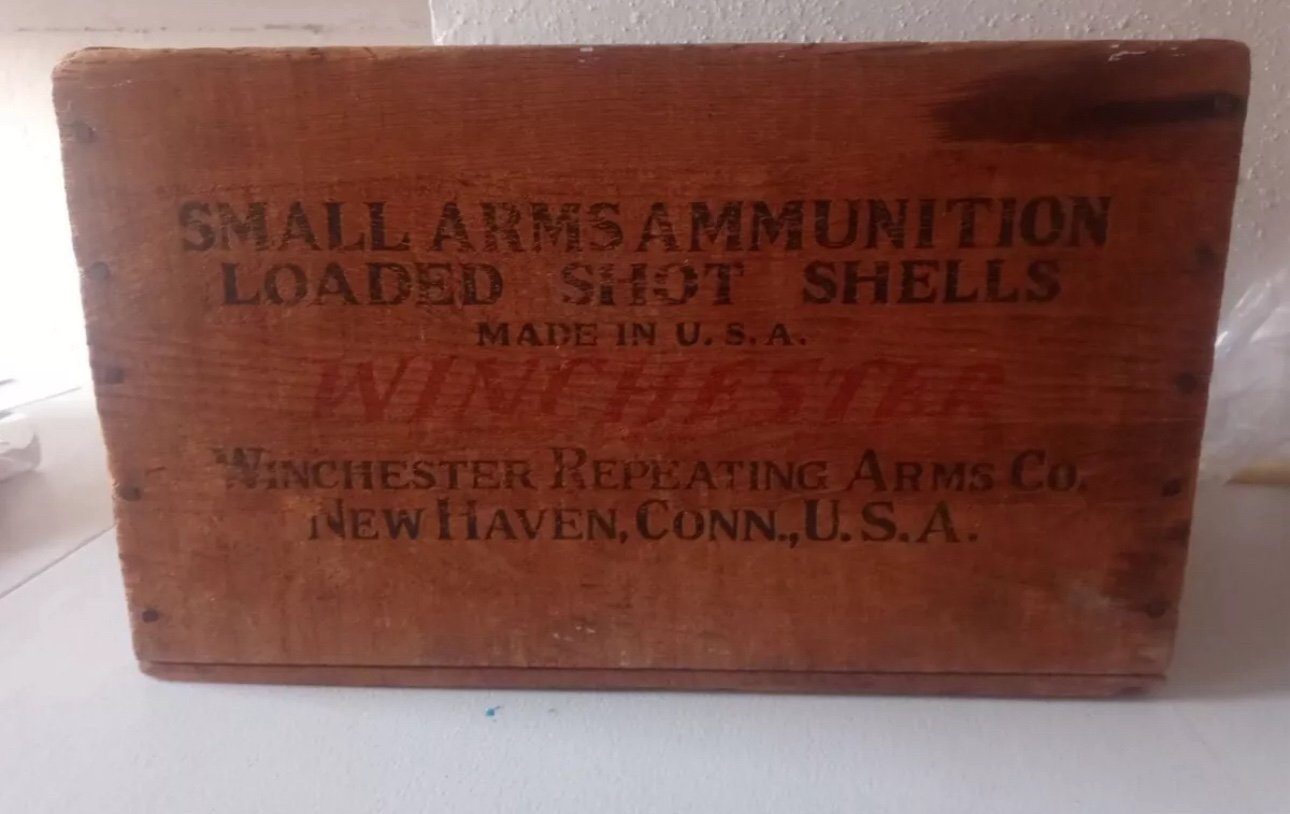 SMALL ARMS AMMUNITION
LOADED SHOT SHELLS
MADE IN U.S.A.
WINCHESTER
WINCHESTER REPEATING ARMS CO.
NEW HAVEN, CONN., U.S.A.